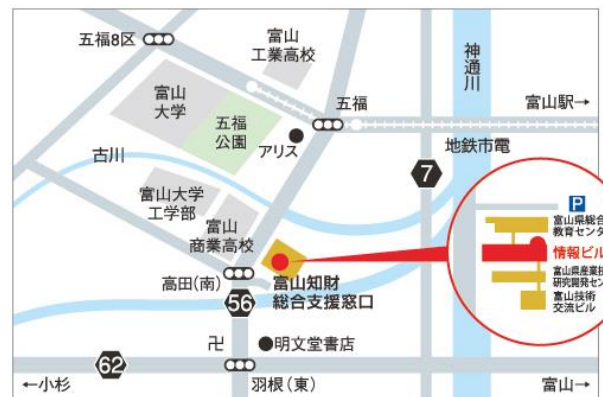 五福8区
富山
工業高校
神通川
富山
大学
五福
公園
五福
富山駅→
アリス
地鉄市電
古川
7
P
富山大学
工学部
富山県総合
教育センタ
富山
商業高校
情報ビル
富山県産業技
研究開発セン
富山技術
交流ビル
高田(南)
富山知財
総合支援窓口
56
卍
明文堂書店
62
←小杉
羽根(東)
富山→